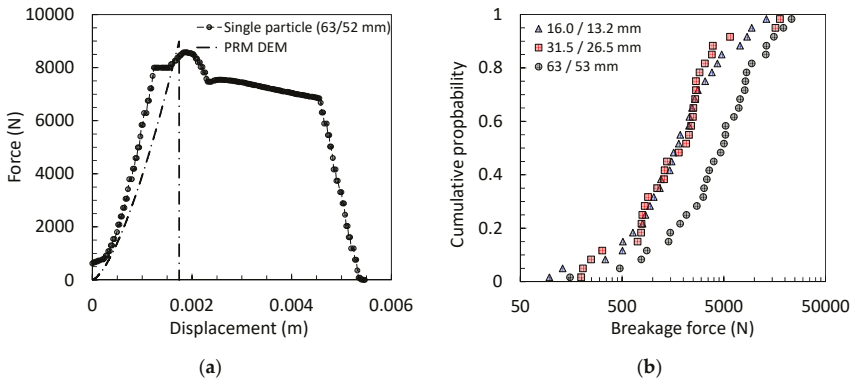 Single particle (63/52 mm)
PRM DEM
10000
8000
6000
4000
2000
0
Force (N)
0
0.002
0.004
0.006
Displacement (m)
(a)
16.0 / 13.2 mm
31.5 / 26.5 mm
63 / 53 mm
1
0.8
0.6
0.4
0.2
0
Cumulative propbability
50
500
5000
50000
Breakage force (N)
(b)